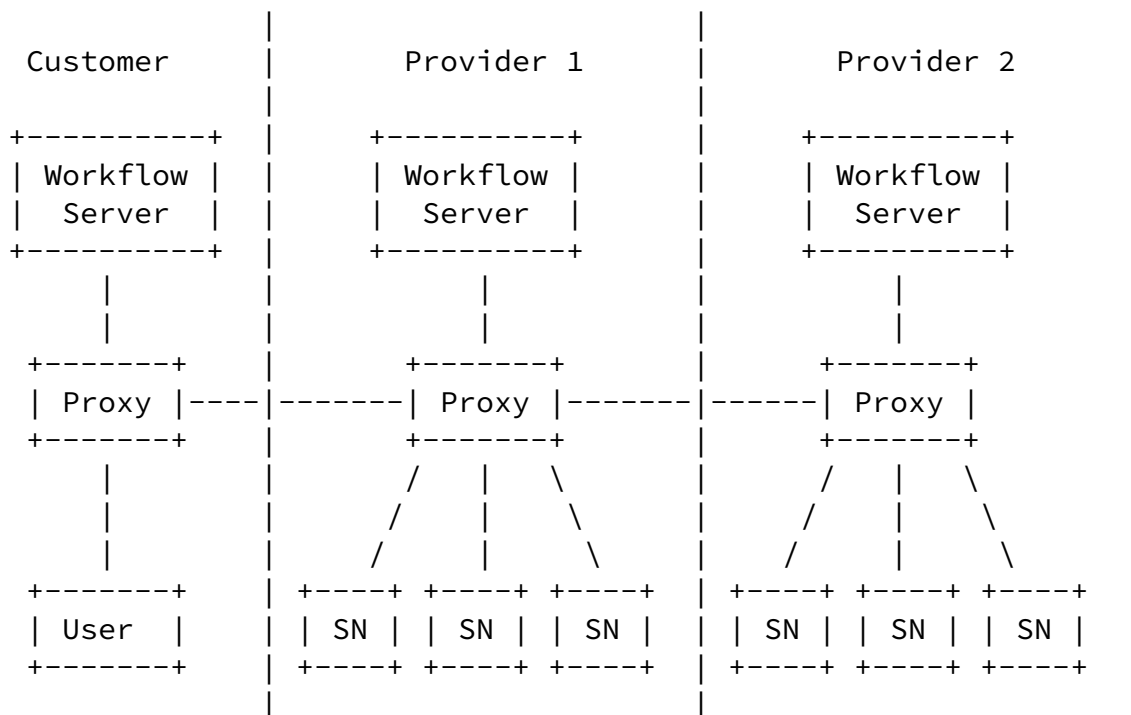 Customer Provider 1 Provider 2
Workflow Workflow Workflow
Server Server Server
Proxy Proxy Proxy
User SN SN SN SN SN SN